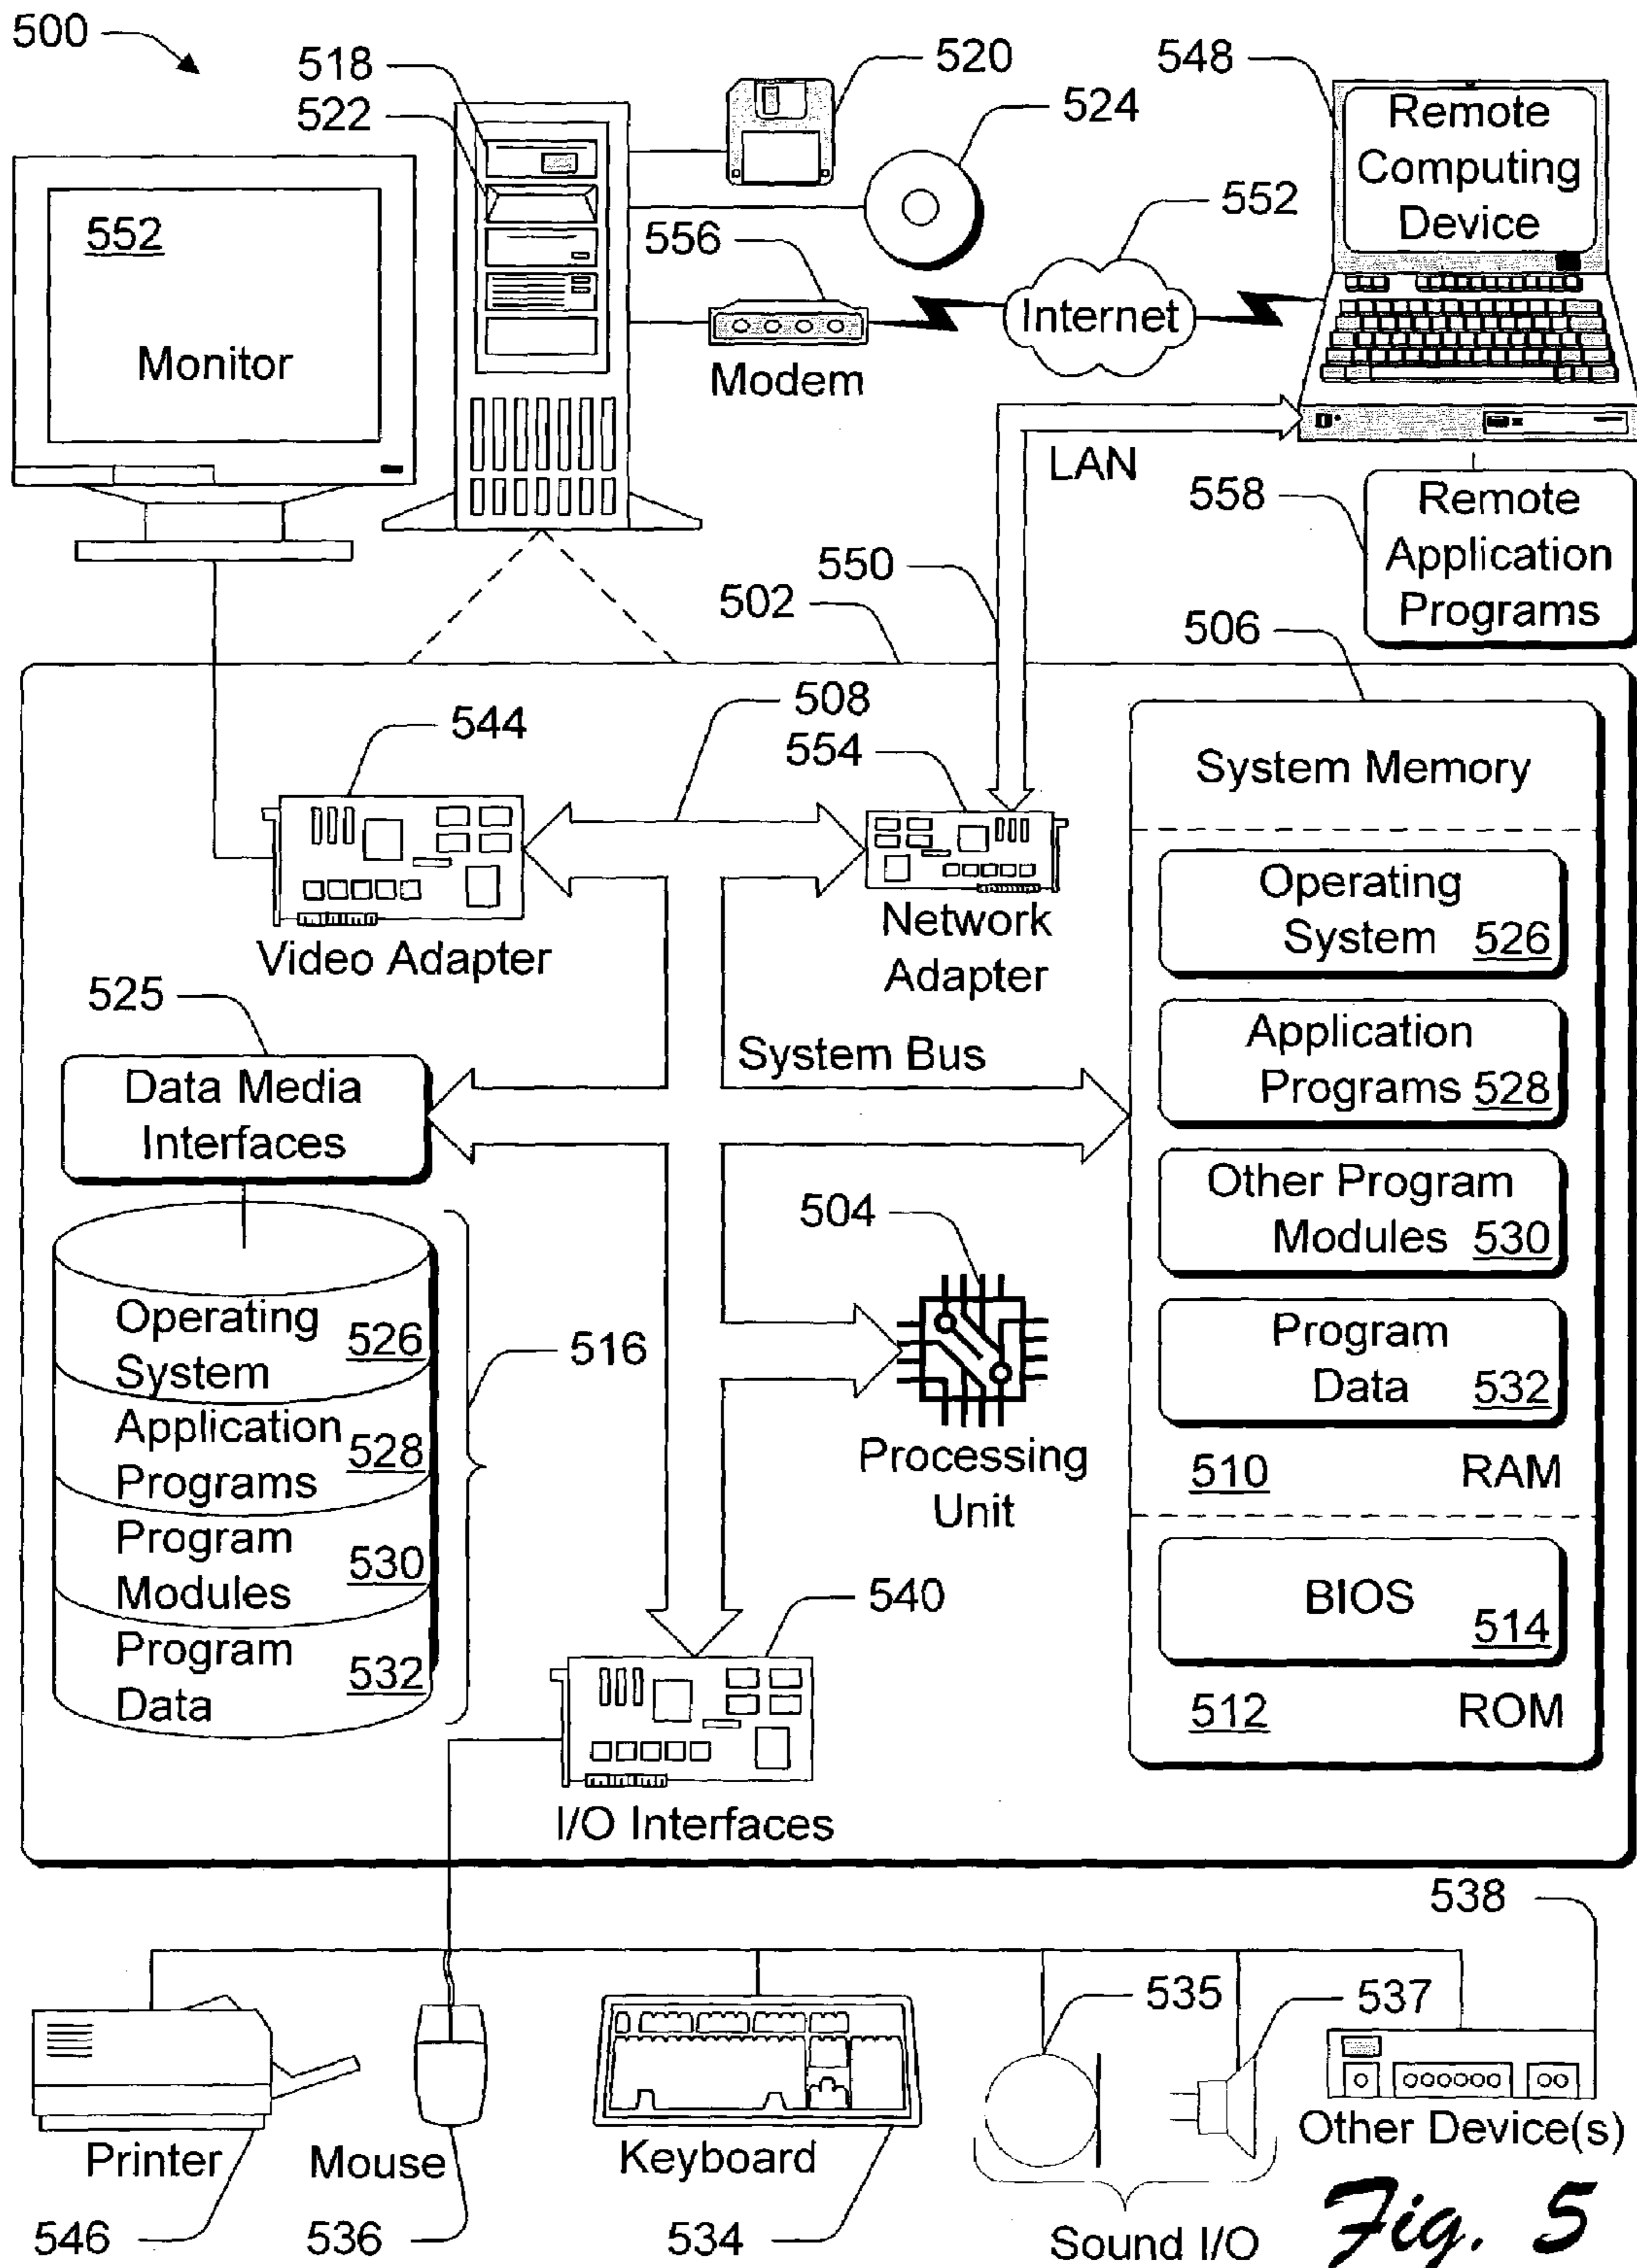 500
518
522
520
524
548
Remote
Computing
Device
552
Monitor
556
Modem
552
Internet
LAN
558
Remote
Application
Programs
550
502
506
508
544
554
Video Adapter
Network
Adapter
System Memory
Operating
System 526
Application
Programs 528
Other Program
Modules 530
Program
Data 532
510 RAM
BIOS
514
512 ROM
525
Data Media
Interfaces
System Bus
504
Processing
Unit
Operating
System
526
Application
Programs
528
Program
Modules
530
Program
Data
532
516
540
I/O Interfaces
538
535
537
Printer
Mouse
Keyboard
Other Device(s)
546
536
534
Sound I/O
Fig. 5